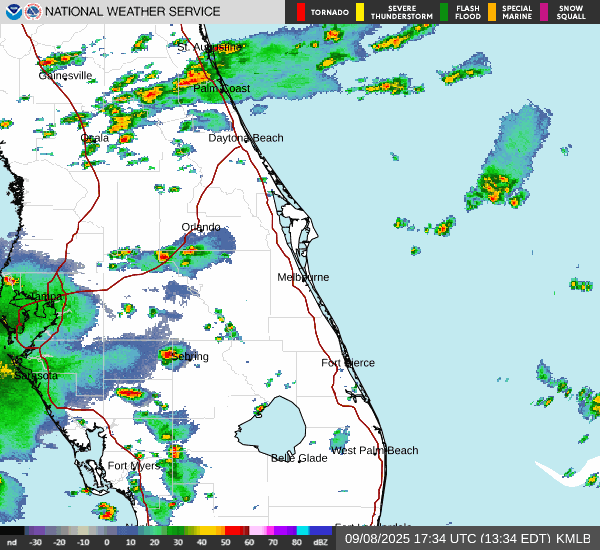 NATIONAL WEATHER SERVICE
TORNADO
SEVERE THUNDERSTORM
FLASH FLOOD
SPECIAL MARINE
SNOW SQUALL
St. Augustine
Gainesville
Palm Coast
Ocala
Daytona Beach
Orlando
Melbourne
Tampa
Sebring
Fort Pierce
Sarasota
West Palm Beach
Belle Glade
Fort Myers
Fort Lauderdale
nd -30 -20 -10 0 10 20 30 40 50 60 70 80 dBZ
09/08/2025 17:34 UTC (13:34 EDT) KMLB